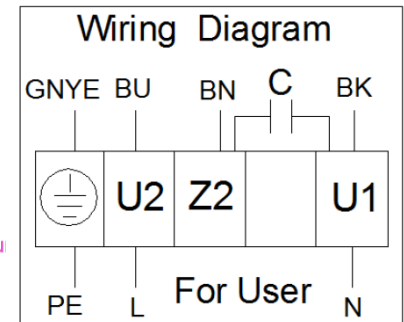 Wiring Diagram
GNYE BU BN C BK
U2 Z2 U1
For User
PE L N